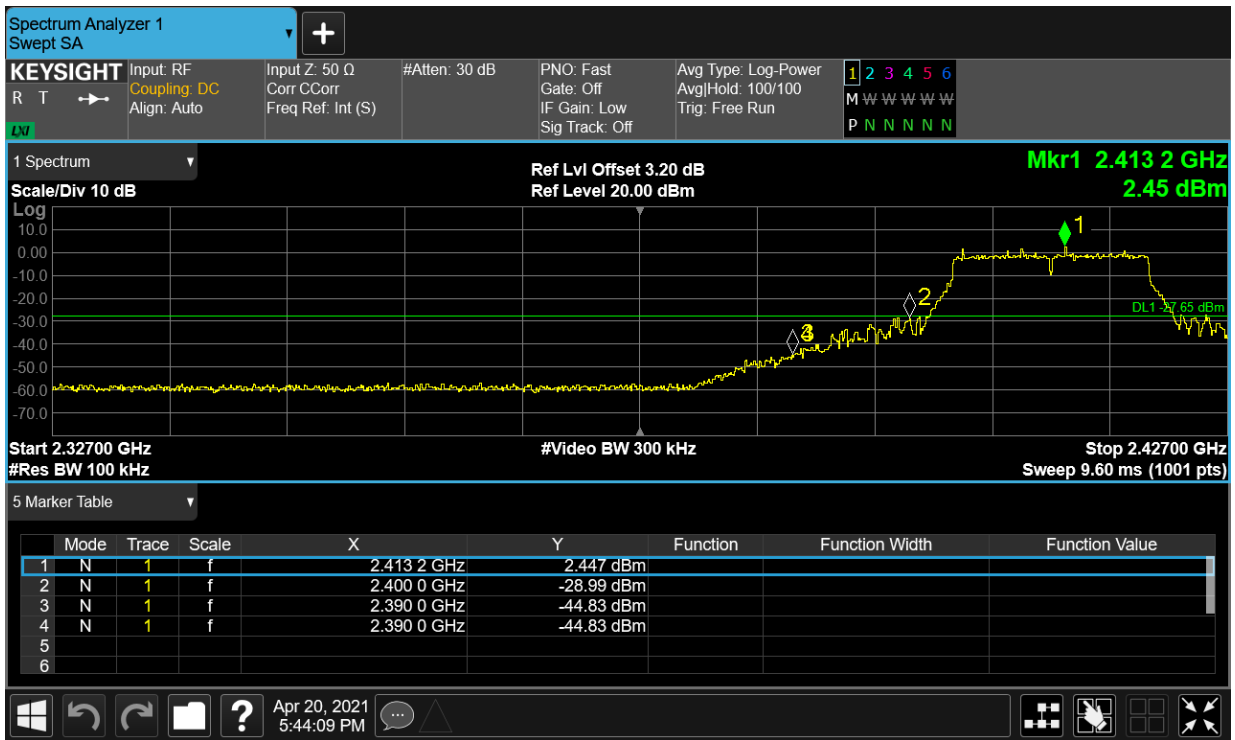 Spectrum Analyzer 1
Swept SA
KEYSIGHT
R T
LXI
Input: RF
Coupling: DC
Align: Auto
Input Z: 50 Ω
Corr CCorr
Freq Ref: Int (S)
#Atten: 30 dB
PNO: Fast
Gate: Off
IF Gain: Low
Sig Track: Off
Avg Type: Log-Power
Avg|Hold: 100/100
Trig: Free Run
1 2 3 4 5 6
M W W W W W
P N N N N N
1 Spectrum
Scale/Div 10 dB
Ref Lvl Offset 3.20 dB
Ref Level 20.00 dBm
Mkr1 2.413 2 GHz
2.45 dBm
Log
10.0
0.00
-10.0
-20.0
-30.0
-40.0
-50.0
-60.0
-70.0
1
2
DL1 -27.65 dBm
Start 2.32700 GHz
#Video BW 300 kHz
Stop 2.42700 GHz
#Res BW 100 kHz
Sweep 9.60 ms (1001 pts)
5 Marker Table
Mode Trace Scale X Y Function Function Width Function Value
1 N 1 f 2.413 2 GHz 2.447 dBm
2 N 1 f 2.400 0 GHz -28.99 dBm
3 N 1 f 2.390 0 GHz -44.83 dBm
4 N 1 f 2.390 0 GHz -44.83 dBm
5
6
?
Apr 20, 2021
5:44:09 PM